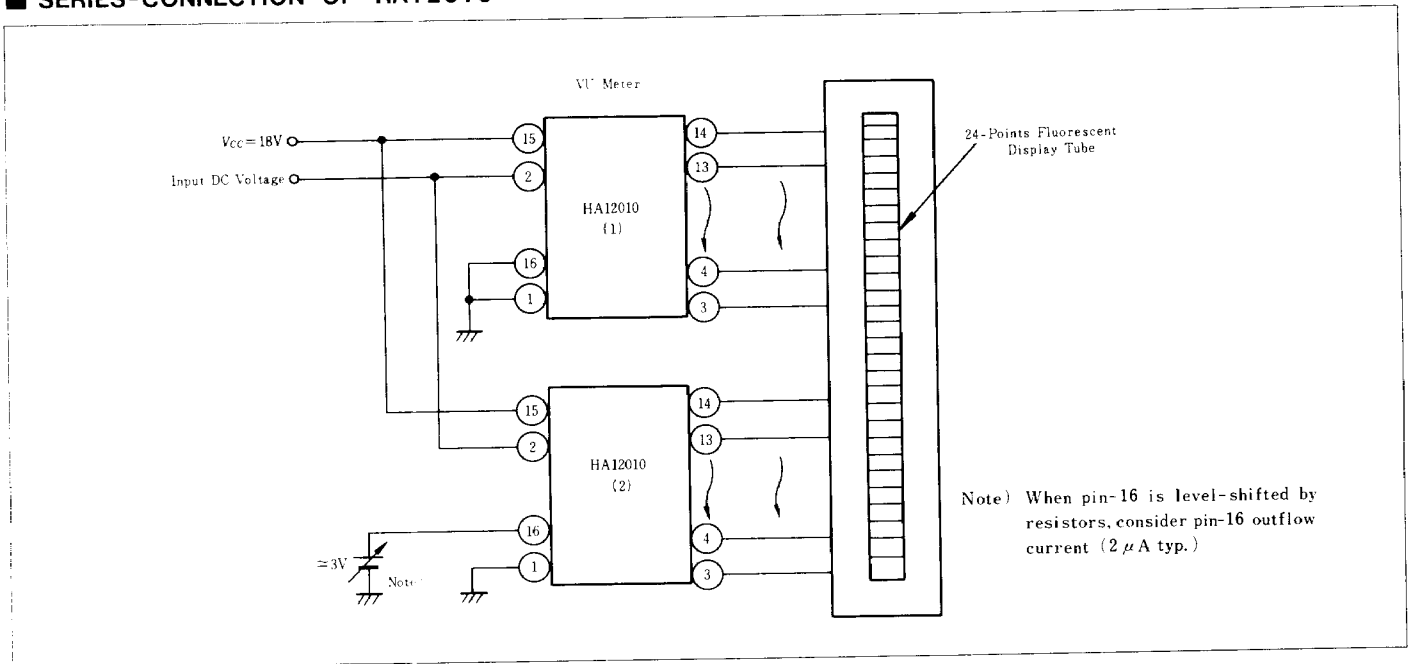 SERIES-CONNECTION OF
VU Meter
Vcc=18V
15
14
Input DC Voltage
2
13
24-Points Fluorescent
Display Tube
HA12010
(1)
16
4
1
3
15
14
2
13
HA12010
(2)
16
4
≃3V
Note
1
3
Note) When pin-16 is level-shifted by
resistors, consider pin-16 outflow
current (2 μA typ.)